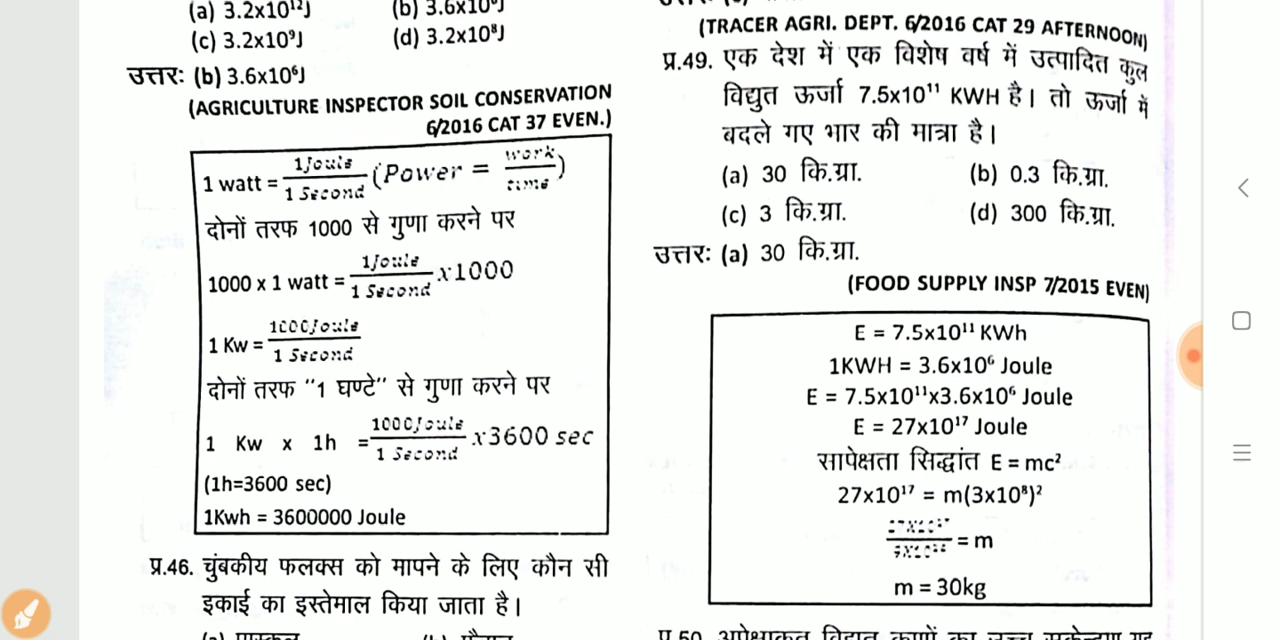 (a) 3.2x10¹²J (b) 3.6x10⁶J
(c) 3.2x10⁹J (d) 3.2x10⁸J
उत्तरः (b) 3.6x10⁶J
(AGRICULTURE INSPECTOR SOIL CONSERVATION
6/2016 CAT 37 EVEN.)
1 watt = 1Joule / 1 Second (Power = work / time)
दोनों तरफ 1000 से गुणा करने पर
1000 x 1 watt = 1Joule / 1 Second x1000
1 Kw = 1000Joule / 1 Second
दोनों तरफ "1 घण्टे" से गुणा करने पर
1 Kw x 1h = 1000Joule / 1 Second x3600 sec
(1h=3600 sec)
1Kwh = 3600000 Joule
प्र.46. चुंबकीय फलक्स को मापने के लिए कौन सी
इकाई का इस्तेमाल किया जाता है।
(a) पास्कल
(TRACER AGRI. DEPT. 6/2016 CAT 29 AFTERNOON)
प्र.49. एक देश में एक विशेष वर्ष में उत्पादित कुल
विद्युत ऊर्जा 7.5x10¹¹ KWH है। तो ऊर्जा में
बदले गए भार की मात्रा है।
(a) 30 कि.ग्रा. (b) 0.3 कि.ग्रा.
(c) 3 कि.ग्रा. (d) 300 कि.ग्रा.
उत्तरः (a) 30 कि.ग्रा.
(FOOD SUPPLY INSP 7/2015 EVEN)
E = 7.5x10¹¹ KWh
1KWH = 3.6x10⁶ Joule
E = 7.5x10¹¹x3.6x10⁶ Joule
E = 27x10¹⁷ Joule
सापेक्षता सिद्धांत E = mc²
27x10¹⁷ = m(3x10⁸)²
27x10¹⁷ / 9x10¹⁶ = m
m = 30kg